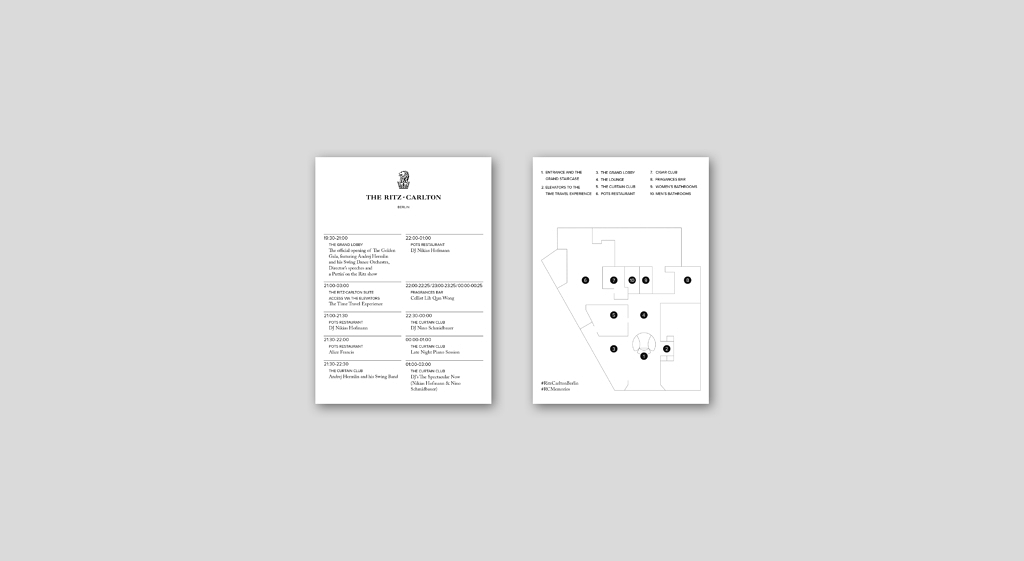 THE RITZ-CARLTON
BERLIN
19:30-21:00
THE GRAND LOBBY
The official opening of The Golden
Gala, featuring Andrej Hermlin
and his Swing Dance Orchestra,
Director's speeches and
a Puttin' on the Ritz show
21:00-03:00
THE RITZ-CARLTON SUITE
ACCESS VIA THE ELEVATORS
The Time Travel Experience
21:00-21:30
POTS RESTAURANT
DJ Nikias Hofmann
21:30-22:00
POTS RESTAURANT
Alice Francis
21:30-22:30
THE CURTAIN CLUB
Andrej Hermlin and his Swing Band
22:00-01:00
POTS RESTAURANT
DJ Nikias Hofmann
22:00-22:25/23:00-23:25/00:00-00:25
FRAGRANCES BAR
Cellist Lih Qun Wong
22:30-00:00
THE CURTAIN CLUB
DJ Nino Schmidbauer
00:00-01:00
THE CURTAIN CLUB
Late Night Piano Session
01:00-03:00
THE CURTAIN CLUB
DJ's The Spectacular Now
(Nikias Hofmann & Nino
Schmidbauer)
1. ENTRANCE AND THE
GRAND STAIRCASE
2. ELEVATORS TO THE
TIME TRAVEL EXPERIENCE
3. THE GRAND LOBBY
4. THE LOUNGE
5. THE CURTAIN CLUB
6. POTS RESTAURANT
7. CIGAR CLUB
8. FRAGRANCES BAR
9. WOMEN'S BATHROOMS
10. MEN'S BATHROOMS
6
7
10
9
8
5
4
3
1
2
#RitzCarltonBerlin
#RCMemories